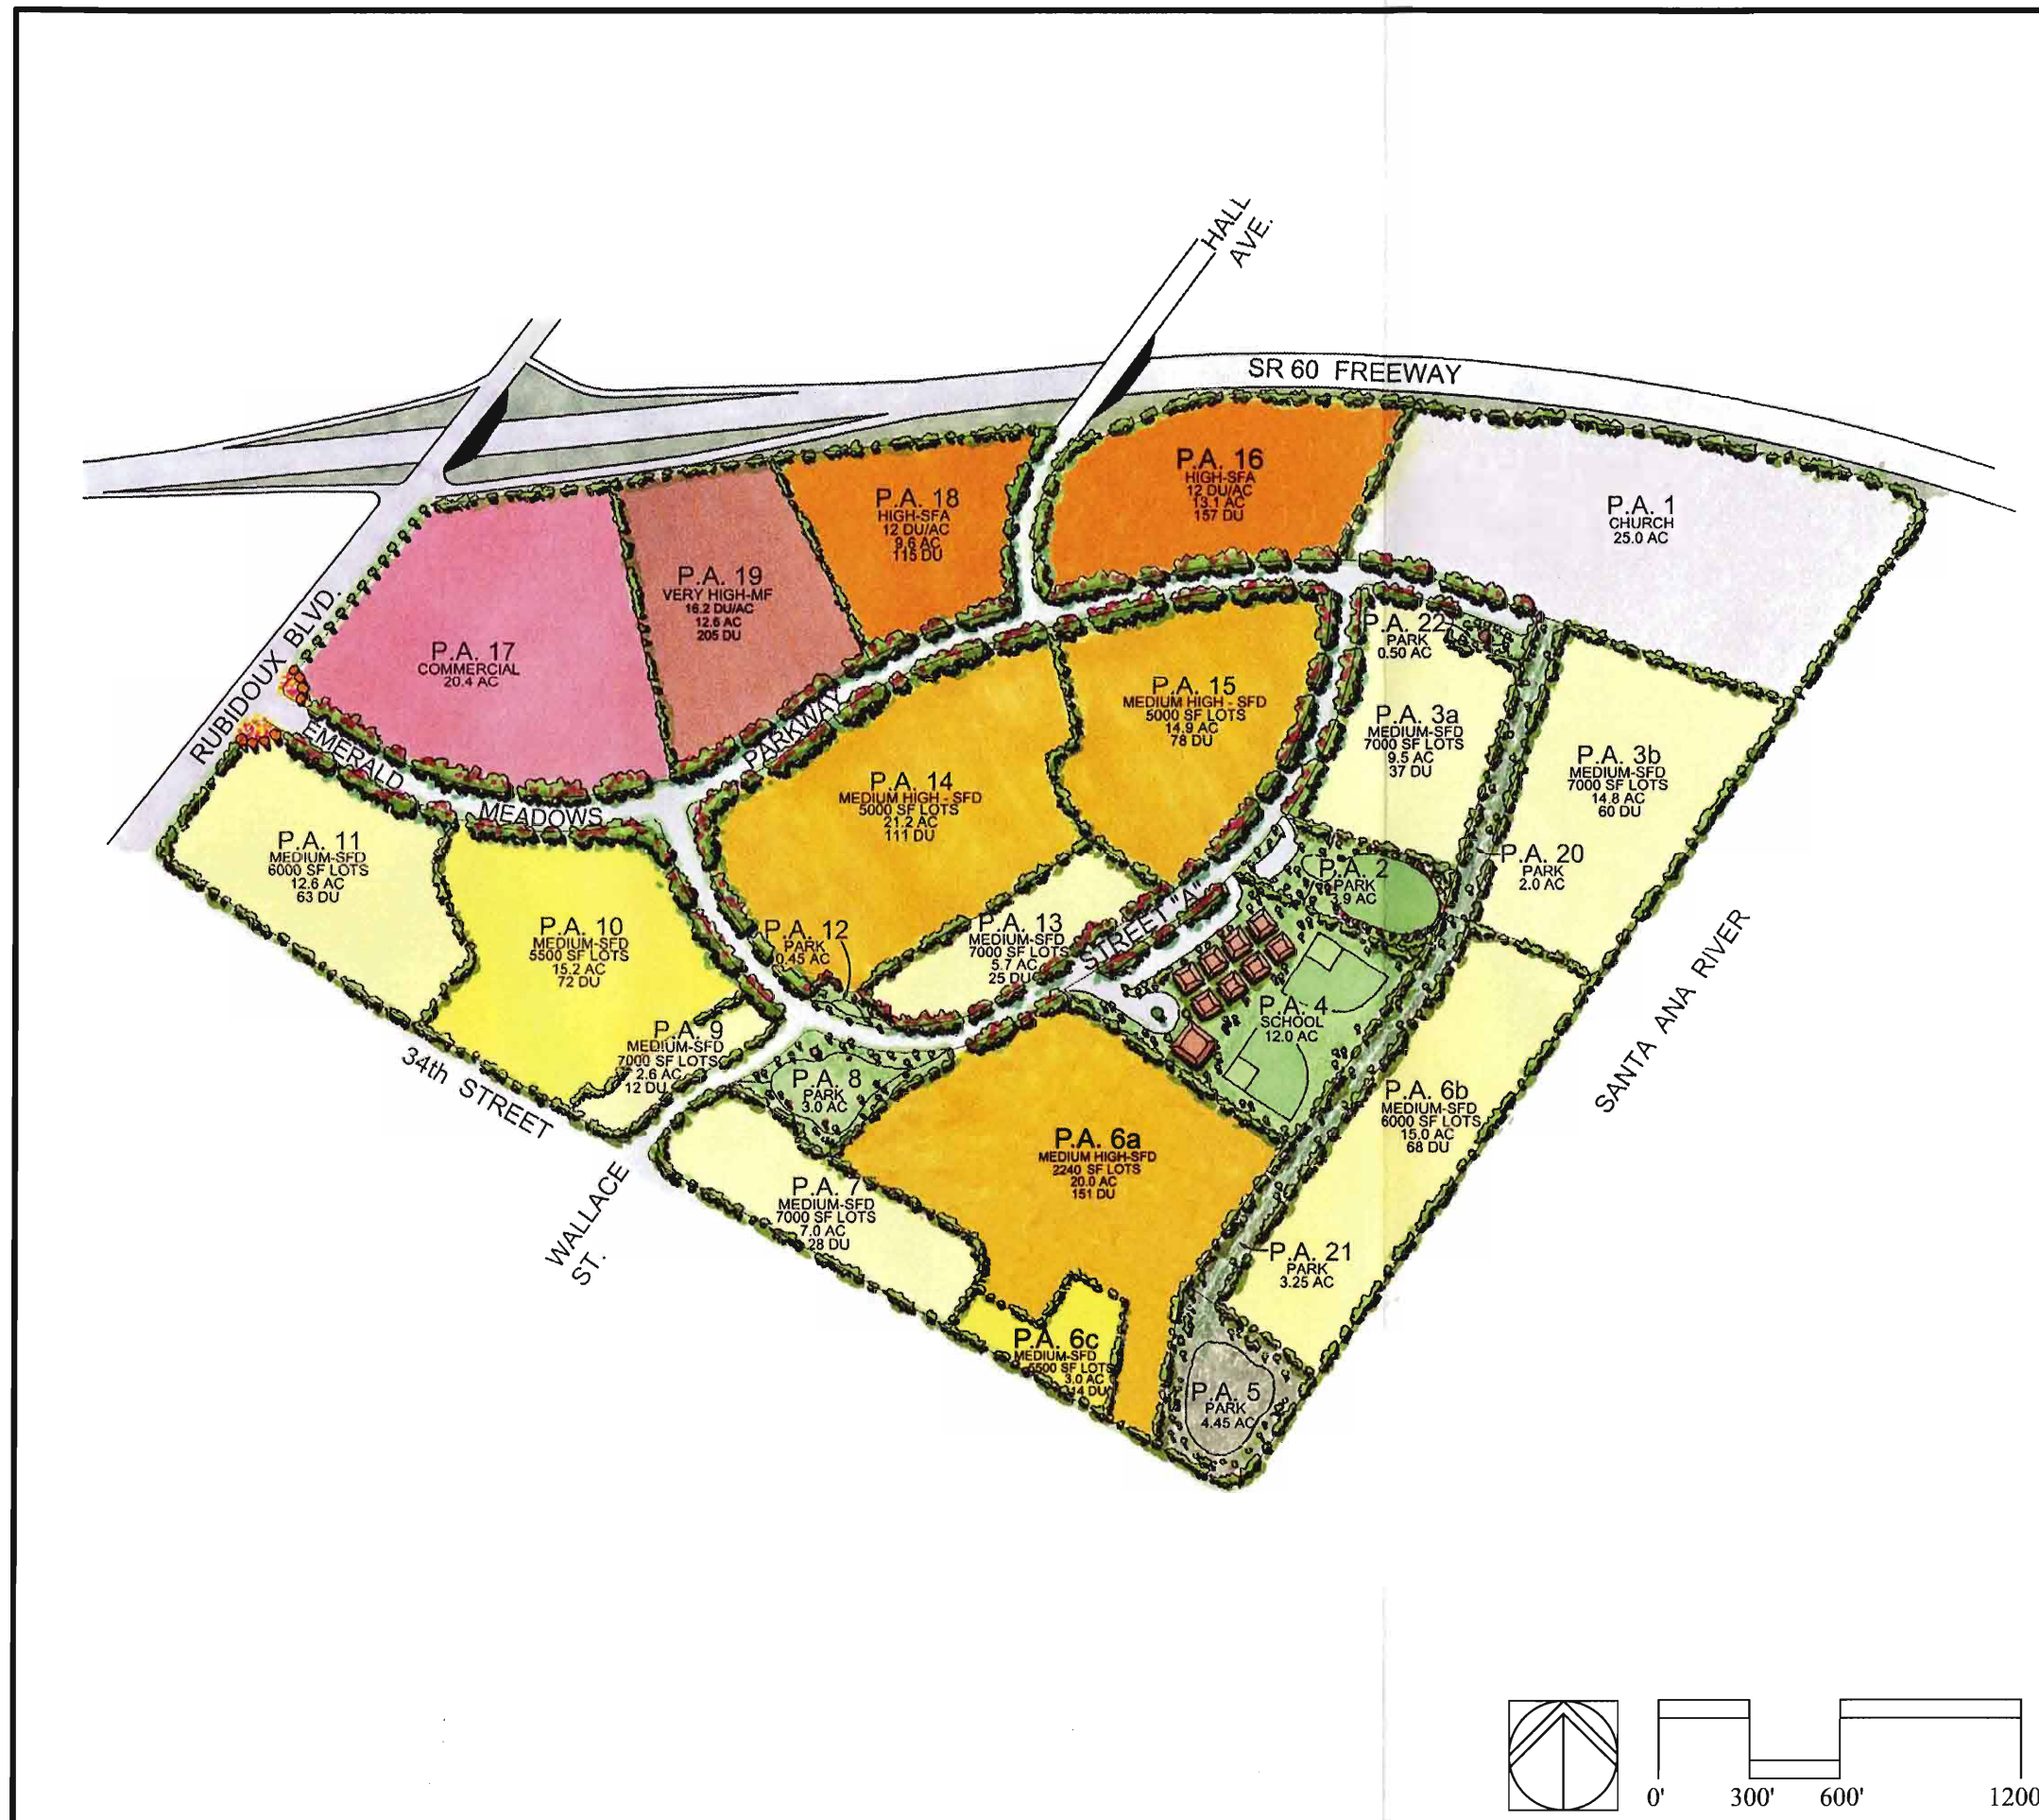 HALL
AVE.
SR 60 FREEWAY
P.A. 16
HIGH-SFA
12 DU/AC
13.1 AC
157 DU
P.A. 18
HIGH-SFA
12 DU/AC
9.6 AC
115 DU
P.A. 1
CHURCH
25.0 AC
P.A. 19
VERY HIGH-MF
16.2 DU/AC
12.6 AC
205 DU
P.A. 17
COMMERCIAL
20.4 AC
RUBIDOUX BLVD.
EMERALD
MEADOWS
PARKWAY
P.A. 22
PARK
0.50 AC
P.A. 15
MEDIUM HIGH - SFD
5000 SF LOTS
14.9 AC
78 DU
P.A. 3a
MEDIUM-SFD
7000 SF LOTS
9.5 AC
37 DU
P.A. 3b
MEDIUM-SFD
7000 SF LOTS
14.8 AC
60 DU
P.A. 14
MEDIUM HIGH - SFD
5000 SF LOTS
21.2 AC
111 DU
P.A. 11
MEDIUM-SFD
6000 SF LOTS
12.6 AC
63 DU
P.A. 20
PARK
2.0 AC
P.A. 2
PARK
3.9 AC
P.A. 10
MEDIUM-SFD
5500 SF LOTS
15.2 AC
72 DU
P.A. 12
PARK
0.45 AC
P.A. 13
MEDIUM-SFD
7000 SF LOTS
5.7 AC
25 DU
STREET "A"
P.A. 4
SCHOOL
12.0 AC
SANTA ANA RIVER
P.A. 9
MEDIUM-SFD
7000 SF LOTS
2.6 AC
12 DU
34th STREET
P.A. 8
PARK
3.0 AC
P.A. 6b
MEDIUM-SFD
6000 SF LOTS
15.0 AC
68 DU
P.A. 6a
MEDIUM HIGH-SFD
2240 SF LOTS
20.0 AC
151 DU
WALLACE
ST.
P.A. 7
MEDIUM-SFD
7000 SF LOTS
7.0 AC
28 DU
P.A. 21
PARK
3.25 AC
P.A. 6c
MEDIUM-SFD
5500 SF LOTS
3.0 AC
14 DU
P.A. 5
PARK
4.45 AC
0' 300' 600' 1200